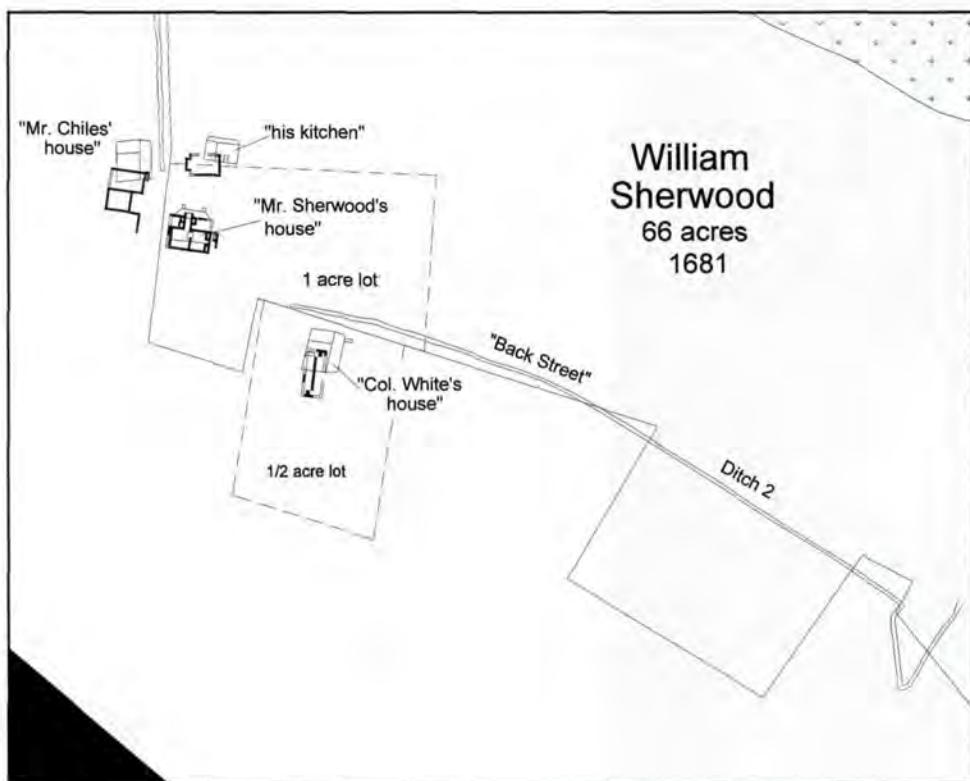 "Mr. Chiles'
house"
"his kitchen"
William
Sherwood
66 acres
1681
"Mr. Sherwood's
house"
1 acre lot
"Back Street"
"Col. White's
house"
1/2 acre lot
Ditch 2